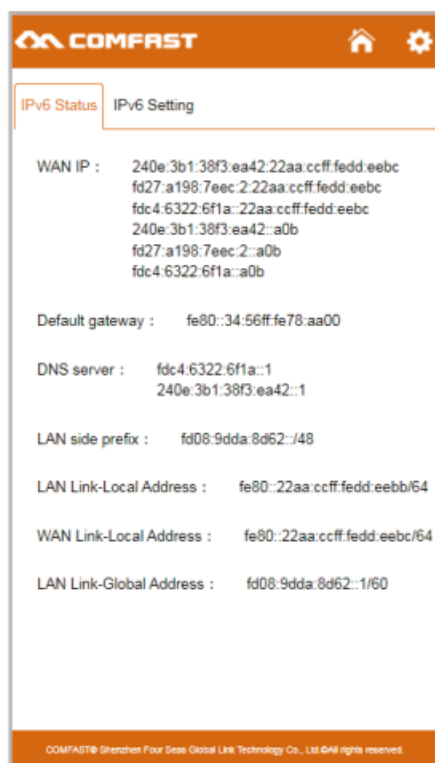 COMFAST
IPv6 Status IPv6 Setting
WAN IP : 240e:3b1:38f3:ea42:22aa:ccff:fedd:eebc
fd27:a198:7eec:2:22aa:ccff:fedd:eebc
fdc4:6322:6f1a::22aa:ccff:fedd:eebc
240e:3b1:38f3:ea42::a0b
fd27:a198:7eec:2::a0b
fdc4:6322:6f1a::a0b
Default gateway : fe80::34:56ff:fe78:aa00
DNS server : fdc4:6322:6f1a::1
240e:3b1:38f3:ea42::1
LAN side prefix : fd08:9dda:8d62::/48
LAN Link-Local Address : fe80::22aa:ccff:fedd:eebb/64
WAN Link-Local Address : fe80::22aa:ccff:fedd:eebc/64
LAN Link-Global Address : fd08:9dda:8d62::1/60
COMFAST® Shenzhen Four Seas Global Link Technology Co., Ltd.©All rights reserved.